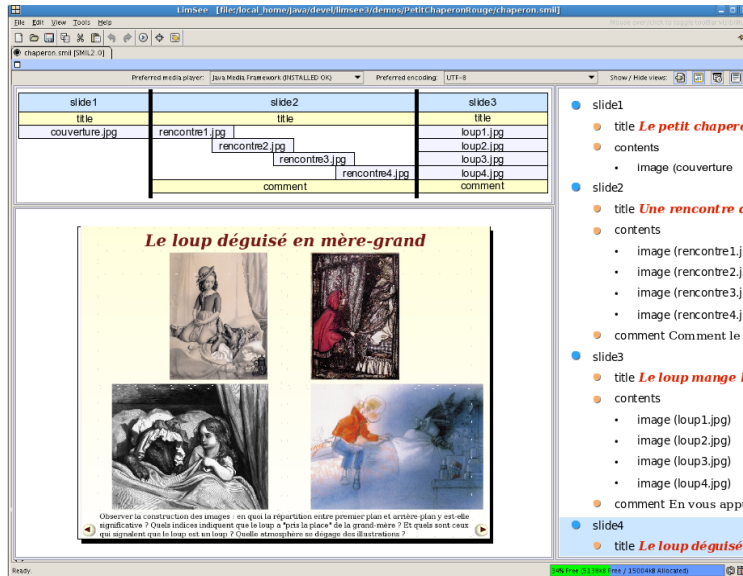 LimSee [file:/local_home/java/devel/limsee3/demos/PetitChaperonRouge/chaperon.smil]
File Edit View Tools Help
chaperon.smil [SMIL2.0]
Preferred media player: Java Media Framework (INSTALLED OK) Preferred encoding: UTF-8 Show / Hide views:
slide1 slide2 slide3
title title title
couverture.jpg rencontre1.jpg loup1.jpg
rencontre2.jpg loup2.jpg
rencontre3.jpg loup3.jpg
rencontre4.jpg loup4.jpg
comment comment
Le loup déguisé en mère-grand
Observer la construction des images : en quoi la répartition entre premier plan et arrière-plan y est-elle
significative ? Quels indices indiquent que le loup a "pris la place" de la grand-mère ? Et quels sont ceux
qui signalent que le loup est un loup ? Quelle atmosphère se dégage des illustrations ?
slide1
title Le petit chapero
contents
image (couverture
slide2
title Une rencontre
contents
image (rencontre1.j
image (rencontre2.j
image (rencontre3.j
image (rencontre4.j
comment Comment le
slide3
title Le loup mange
contents
image (loup1.jpg)
image (loup2.jpg)
image (loup3.jpg)
image (loup4.jpg)
comment En vous app
slide4
title Le loup déguisé
Ready.
34% Free (5136kB Free / 15004kB Allocated)